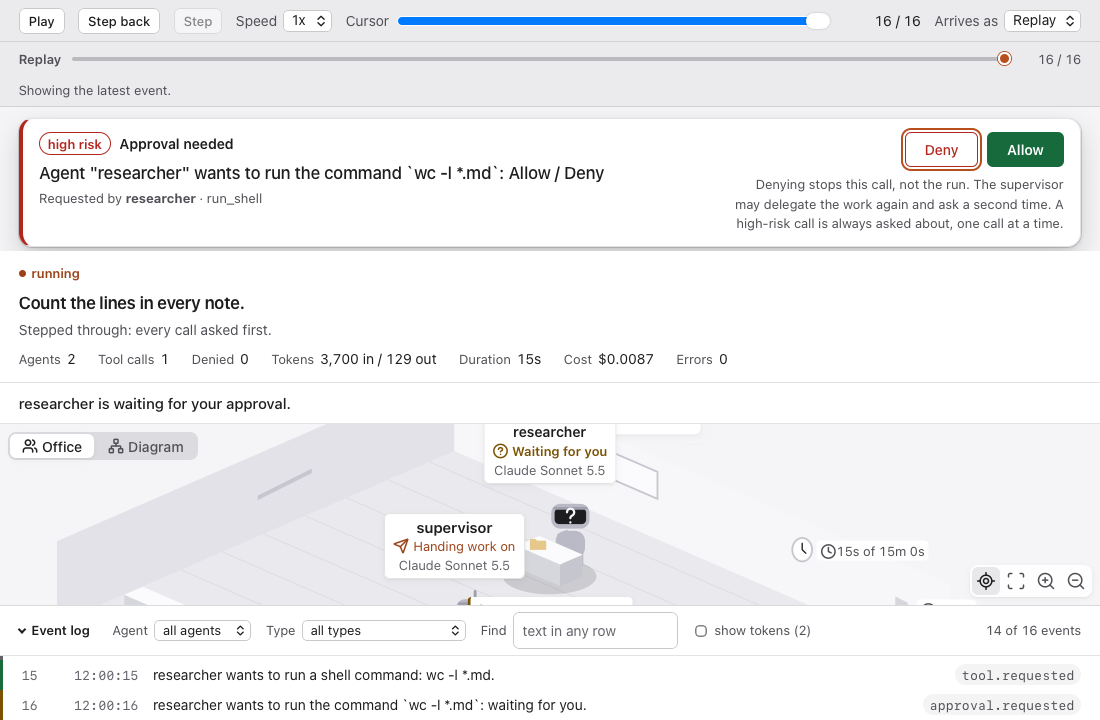 Play Step back Step Speed 1x Cursor 16 / 16 Arrives as Replay
Replay 16 / 16
Showing the latest event.
high risk Approval needed
Deny Allow
Agent "researcher" wants to run the command `wc -l *.md`: Allow / Deny
Requested by researcher · run_shell
Denying stops this call, not the run. The supervisor
may delegate the work again and ask a second time. A
high-risk call is always asked about, one call at a time.
running
Count the lines in every note.
Stepped through: every call asked first.
Agents 2 Tool calls 1 Denied 0 Tokens 3,700 in / 129 out Duration 15s Cost $0.0087 Errors 0
researcher is waiting for your approval.
Office Diagram
researcher
Waiting for you
Claude Sonnet 5.5
?
supervisor
Handing work on
Claude Sonnet 5.5
15s of 15m 0s
Event log Agent all agents Type all types Find text in any row show tokens (2) 14 of 16 events
15 12:00:15 researcher wants to run a shell command: wc -l *.md. tool.requested
16 12:00:16 researcher wants to run the command `wc -l *.md`: waiting for you. approval.requested